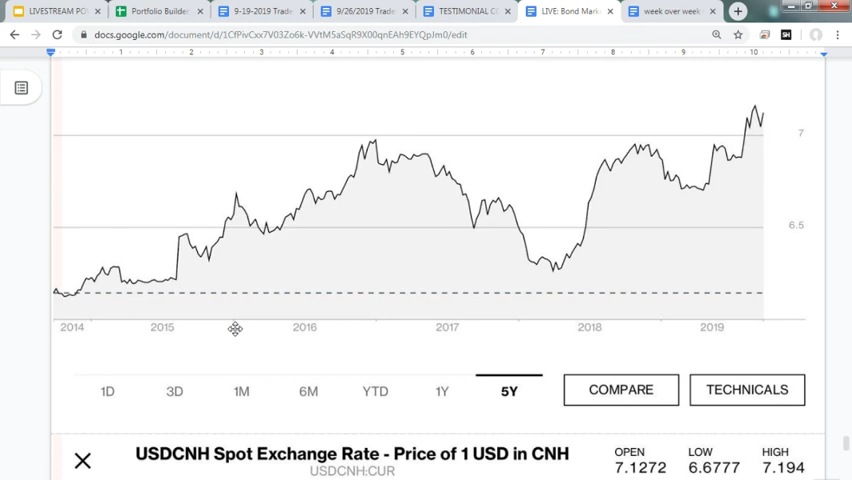 LIVESTREAM PO
Portfolio Builder
9-19-2019 Trade
9/26/2019 Trade
TESTIMONIAL CO
LIVE: Bond Mark
week over week
docs.google.com/document/d/1CfPivCxx7V03Zo6k-VVtM5aSqR9X00qnEAh9EYQpJm0/edit
1 2 3 4 5 6 7 8 9 10
7
6.5
2014 2015 2016 2017 2018 2019
1D 3D 1M 6M YTD 1Y 5Y COMPARE TECHNICALS
USDCNH Spot Exchange Rate - Price of 1 USD in CNH
USDCNH:CUR
OPEN LOW HIGH
7.1272 6.6777 7.194